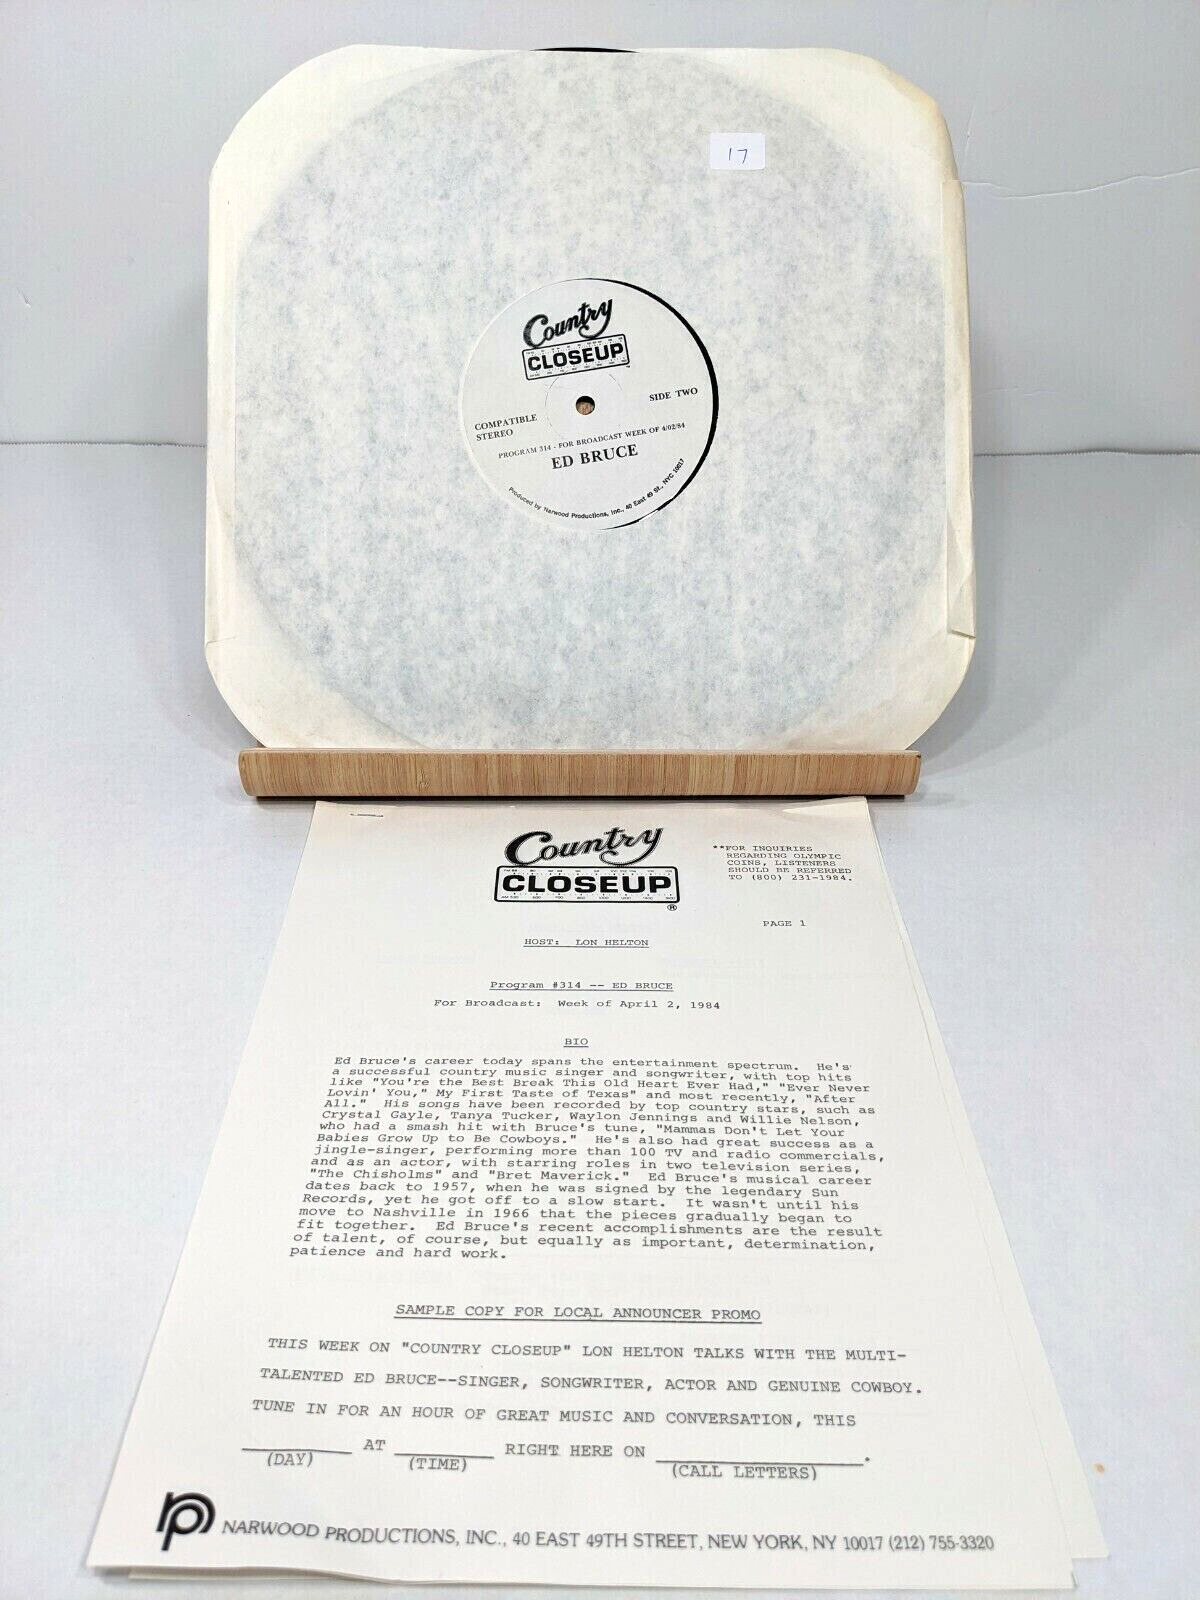 17
Country
CLOSEUP
COMPATIBLE
STEREO
SIDE TWO
PROGRAM 314 - FOR BROADCAST WEEK OF 4/02/84
ED BRUCE
Produced by Narwood Productions, Inc., 40 East 49 St., NYC 10017
Country
CLOSEUP
®
**FOR INQUIRIES
REGARDING OLYMPIC
COINS, LISTENERS
SHOULD BE REFERRED
TO (800) 231-1984.
PAGE 1
HOST: LON HELTON
Program #314 -- ED BRUCE
For Broadcast: Week of April 2, 1984
BIO
Ed Bruce's career today spans the entertainment spectrum. He's
a successful country music singer and songwriter, with top hits
like "You're the Best Break This Old Heart Ever Had," "Ever Never
Lovin' You," My First Taste of Texas" and most recently, "After
All." His songs have been recorded by top country stars, such as
Crystal Gayle, Tanya Tucker, Waylon Jennings and Willie Nelson,
who had a smash hit with Bruce's tune, "Mammas Don't Let Your
Babies Grow Up to Be Cowboys." He's also had great success as a
jingle-singer, performing more than 100 TV and radio commercials,
and as an actor, with starring roles in two television series,
"The Chisholms" and "Bret Maverick." Ed Bruce's musical career
dates back to 1957, when he was signed by the legendary Sun
Records, yet he got off to a slow start. It wasn't until his
move to Nashville in 1966 that the pieces gradually began to
fit together. Ed Bruce's recent accomplishments are the result
of talent, of course, but equally as important, determination,
patience and hard work.
SAMPLE COPY FOR LOCAL ANNOUNCER PROMO
THIS WEEK ON "COUNTRY CLOSEUP" LON HELTON TALKS WITH THE MULTI-
TALENTED ED BRUCE--SINGER, SONGWRITER, ACTOR AND GENUINE COWBOY.
TUNE IN FOR AN HOUR OF GREAT MUSIC AND CONVERSATION, THIS
________ AT ________ RIGHT HERE ON ________________.
(DAY) (TIME) (CALL LETTERS)
NARWOOD PRODUCTIONS, INC., 40 EAST 49TH STREET, NEW YORK, NY 10017 (212) 755-3320